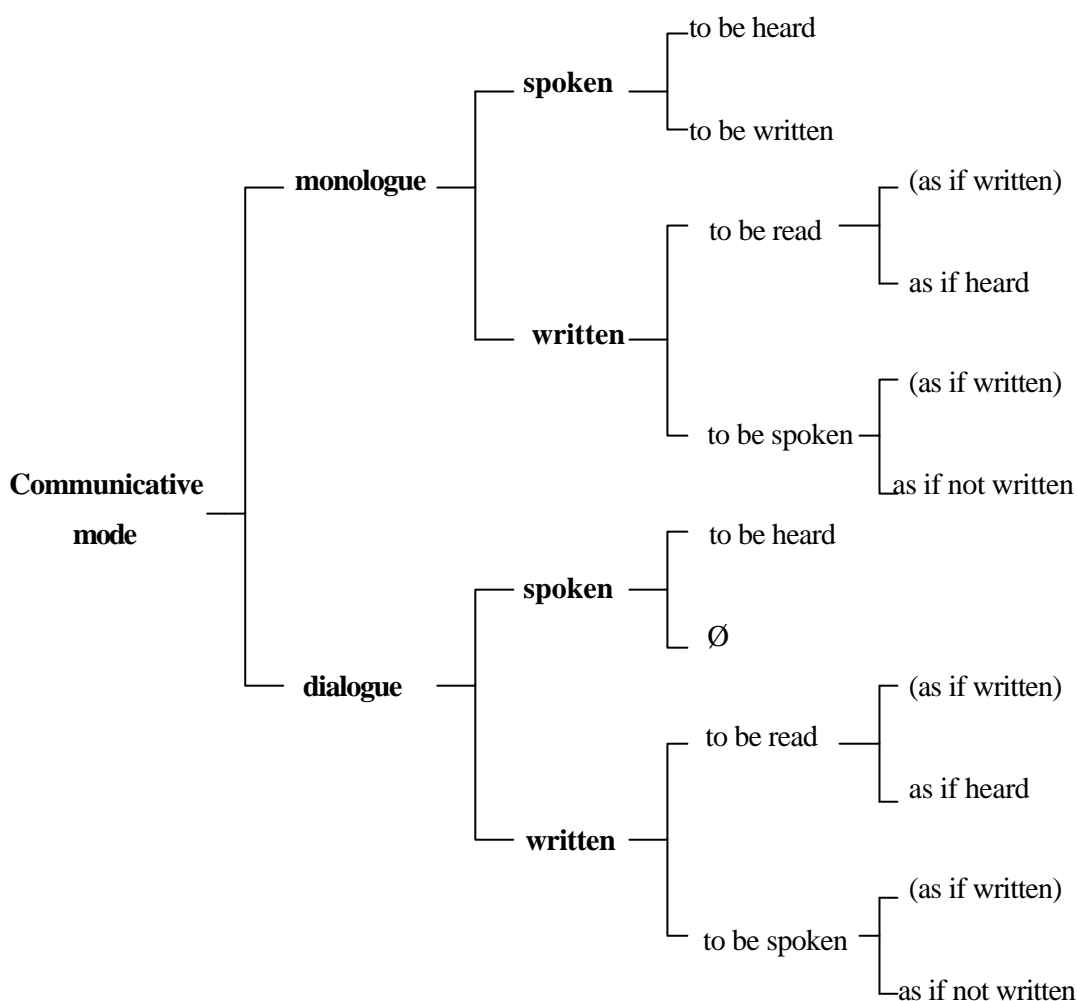 to be heard
spoken
to be written
monologue
(as if written)
to be read
as if heard
written
(as if written)
to be spoken
as if not written
Communicative
mode
to be heard
spoken
Ø
dialogue
(as if written)
to be read
as if heard
written
(as if written)
to be spoken
as if not written